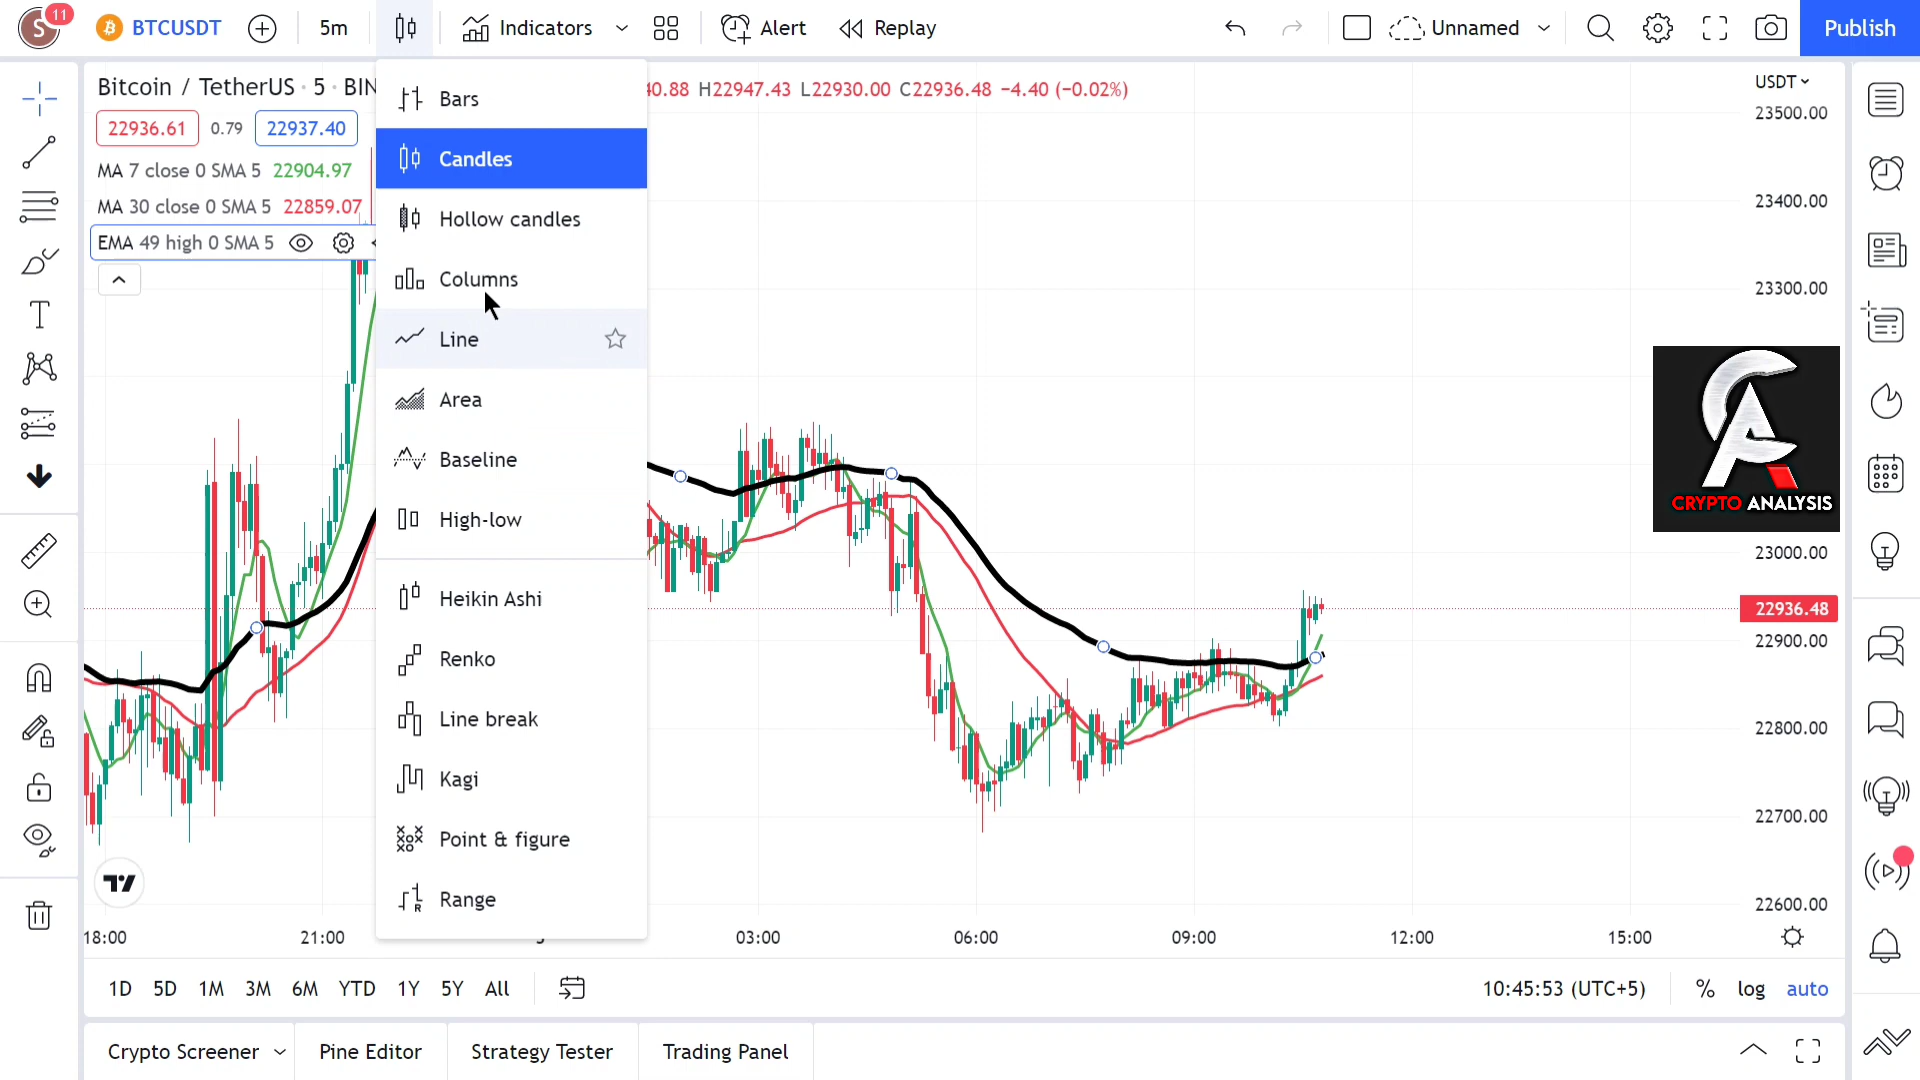 S 11 BTCUSDT 5m Indicators Alert Replay Unnamed Publish
Bitcoin / TetherUS · 5 · BIN 40.88 H22947.43 L22930.00 C22936.48 −4.40 (−0.02%)
22936.61 0.79 22937.40
MA 7 close 0 SMA 5 22904.97
MA 30 close 0 SMA 5 22859.07
EMA 49 high 0 SMA 5
Bars
Candles
Hollow candles
Columns
Line
Area
Baseline
High-low
Heikin Ashi
Renko
Line break
Kagi
Point & figure
Range
USDT
23500.00
23400.00
23300.00
CRYPTO ANALYSIS
23000.00
22936.48
22900.00
22800.00
22700.00
22600.00
18:00 21:00 03:00 06:00 09:00 12:00 15:00
1D 5D 1M 3M 6M YTD 1Y 5Y All 10:45:53 (UTC+5) % log auto
Crypto Screener Pine Editor Strategy Tester Trading Panel